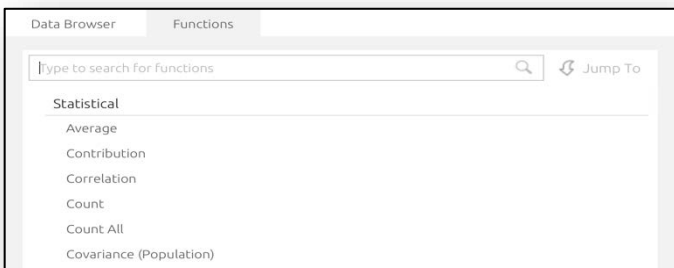 Data Browser Functions
Type to search for functions Jump To
Statistical
Average
Contribution
Correlation
Count
Count All
Covariance (Population)